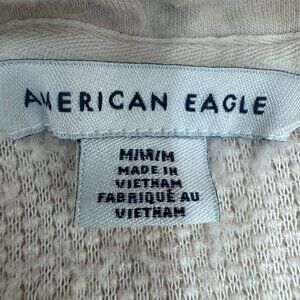 AMERICAN EAGLE
M/M/M
MADE IN
VIETNAM
FABRIQUÉ AU
VIETNAM